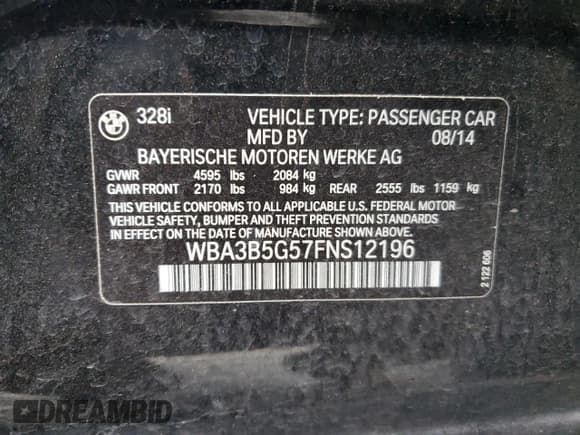 BMW
328i VEHICLE TYPE: PASSENGER CAR
MFD BY 08/14
BAYERISCHE MOTOREN WERKE AG
GVWR 4595 lbs 2084 kg
GAWR FRONT 2170 lbs 984 kg REAR 2555 lbs 1159 kg
THIS VEHICLE CONFORMS TO ALL APPLICABLE U.S. FEDERAL MOTOR
VEHICLE SAFETY, BUMPER AND THEFT PREVENTION STANDARDS
IN EFFECT ON THE DATE OF MANUFACTURE SHOWN ABOVE.
WBA3B5G57FNS12196
2 122 606
DREAMBID